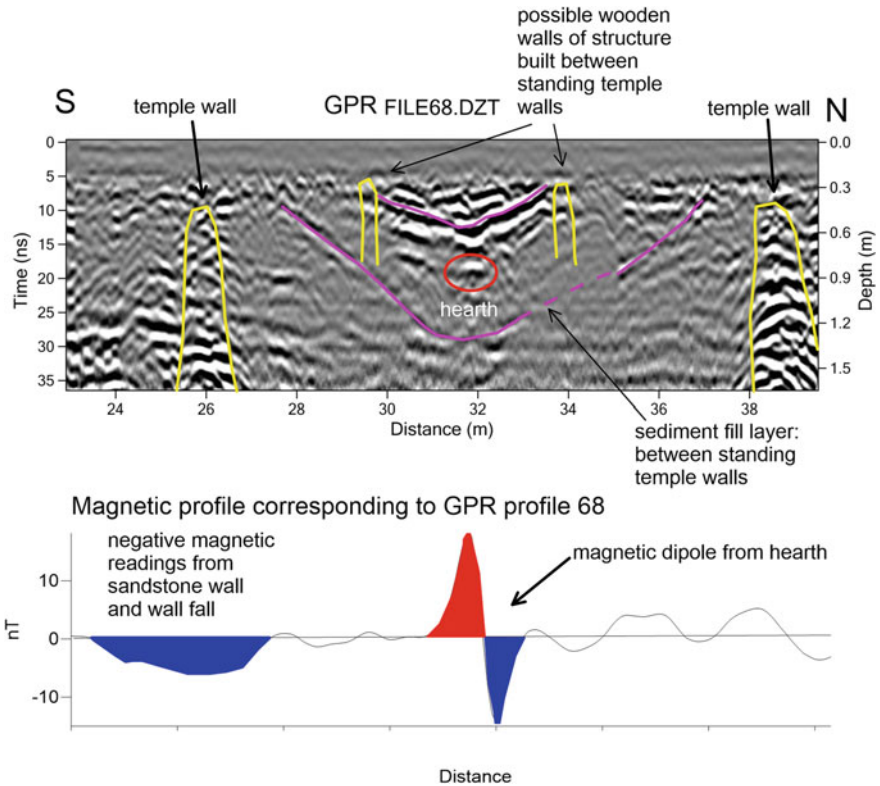 possible wooden
walls of structure
built between
standing temple
walls
S
temple wall
GPR FILE68.DZT
temple wall
N
0
5
10
15
20
25
30
35
Time (ns)
0.0
0.3
0.6
0.9
1.2
1.5
Depth (m)
hearth
24
26
28
30
32
34
36
38
Distance (m)
sediment fill layer:
between standing
temple walls
Magnetic profile corresponding to GPR profile 68
negative magnetic
readings from
sandstone wall
and wall fall
magnetic dipole from hearth
10
0
-10
nT
Distance